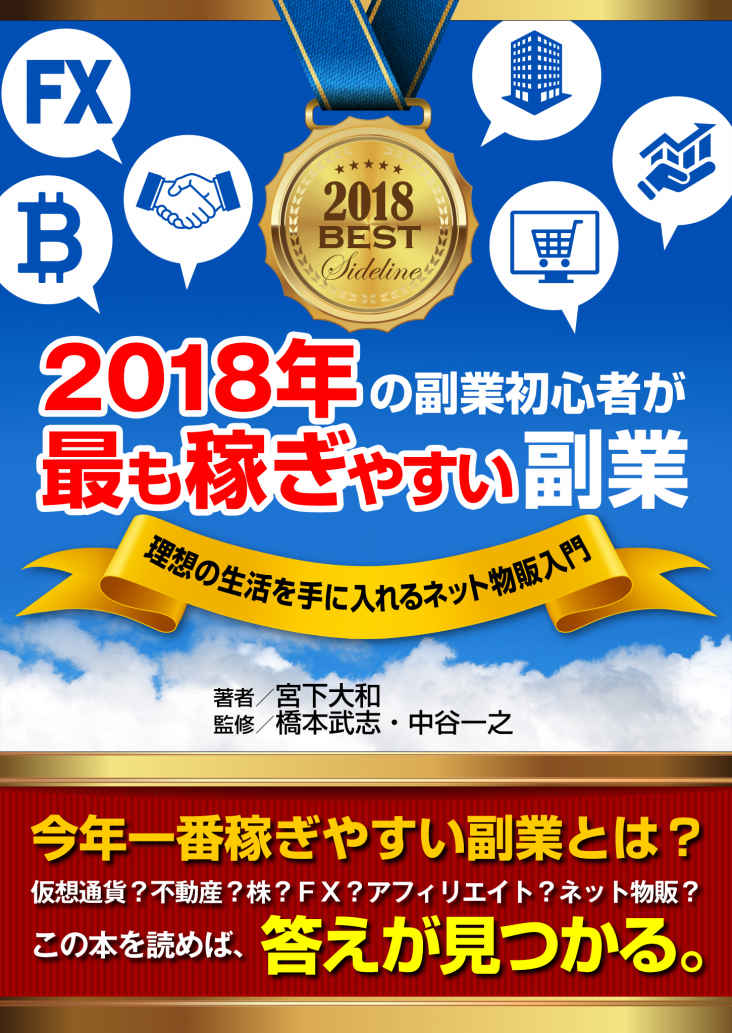 FX
2018
BEST
Sideline
2018年の副業初心者が
最も稼ぎやすい副業
理想の生活を手に入れるネット物販入門
著者／宮下大和
監修／橋本武志・中谷一之
今年一番稼ぎやすい副業とは？
仮想通貨？不動産？株？ＦＸ？アフィリエイト？ネット物販？
この本を読めば、答えが見つかる。